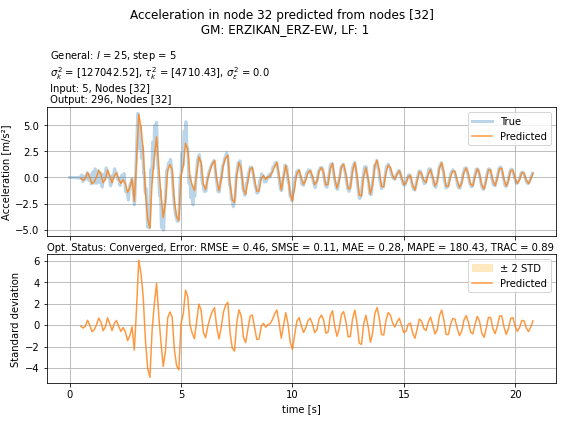 Acceleration in node 32 predicted from nodes [32]
GM: ERZIKAN_ERZ-EW, LF: 1
General: l = 25, step = 5
σ²ₖ = [127042.52], τ²ₖ = [4710.43], σ²ε = 0.0
Input: 5, Nodes [32]
Output: 296, Nodes [32]
Acceleration [m/s²]
5.0
2.5
0.0
−2.5
−5.0
True
Predicted
Opt. Status: Converged, Error: RMSE = 0.46, SMSE = 0.11, MAE = 0.28, MAPE = 180.43, TRAC = 0.89
Standard deviation
6
4
2
0
−2
−4
± 2 STD
Predicted
0 5 10 15 20
time [s]